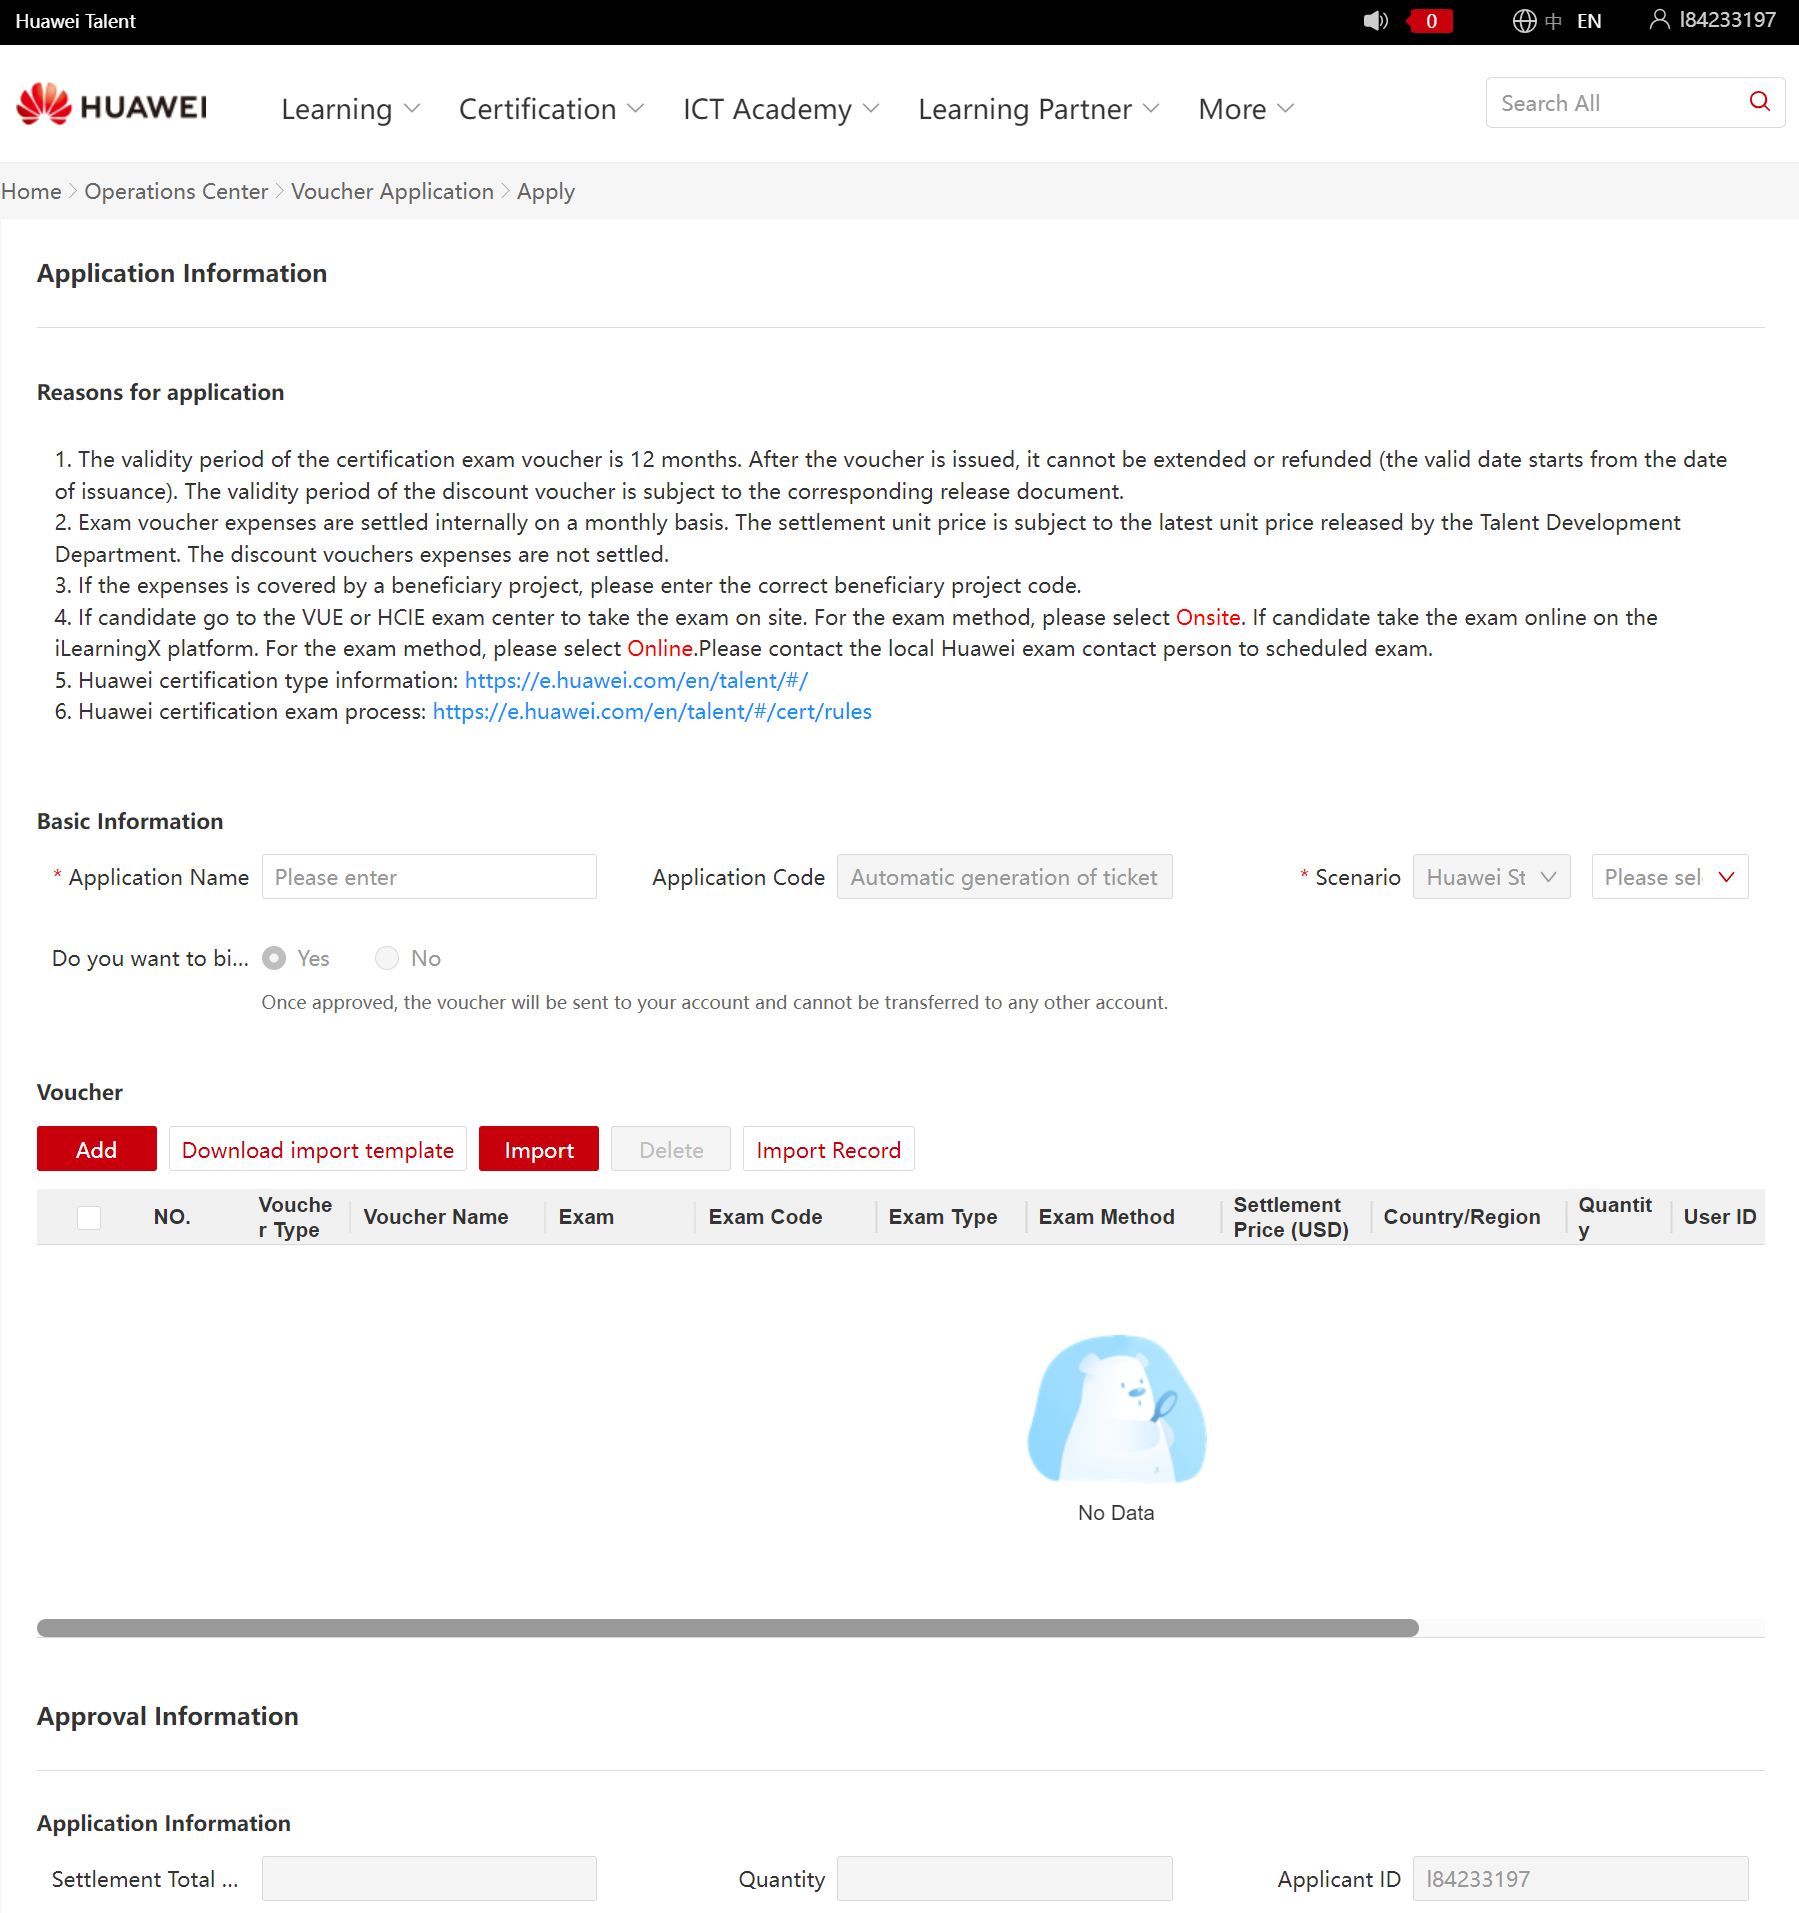 Huawei Talent
0
中 EN
l84233197
HUAWEI
Learning
Certification
ICT Academy
Learning Partner
More
Search All
Home > Operations Center > Voucher Application > Apply
Application Information
Reasons for application
1. The validity period of the certification exam voucher is 12 months. After the voucher is issued, it cannot be extended or refunded (the valid date starts from the date
of issuance). The validity period of the discount voucher is subject to the corresponding release document.
2. Exam voucher expenses are settled internally on a monthly basis. The settlement unit price is subject to the latest unit price released by the Talent Development
Department. The discount vouchers expenses are not settled.
3. If the expenses is covered by a beneficiary project, please enter the correct beneficiary project code.
4. If candidate go to the VUE or HCIE exam center to take the exam on site. For the exam method, please select Onsite. If candidate take the exam online on the
iLearningX platform. For the exam method, please select Online.Please contact the local Huawei exam contact person to scheduled exam.
5. Huawei certification type information: https://e.huawei.com/en/talent/#/
6. Huawei certification exam process: https://e.huawei.com/en/talent/#/cert/rules
Basic Information
* Application Name
Please enter
Application Code
Automatic generation of ticket
* Scenario
Huawei St
Please sel
Do you want to bi...
Yes
No
Once approved, the voucher will be sent to your account and cannot be transferred to any other account.
Voucher
Add
Download import template
Import
Delete
Import Record
NO.
Vouche
r Type
Voucher Name
Exam
Exam Code
Exam Type
Exam Method
Settlement
Price (USD)
Country/Region
Quantit
y
User ID
No Data
Approval Information
Application Information
Settlement Total ...
Quantity
Applicant ID
l84233197